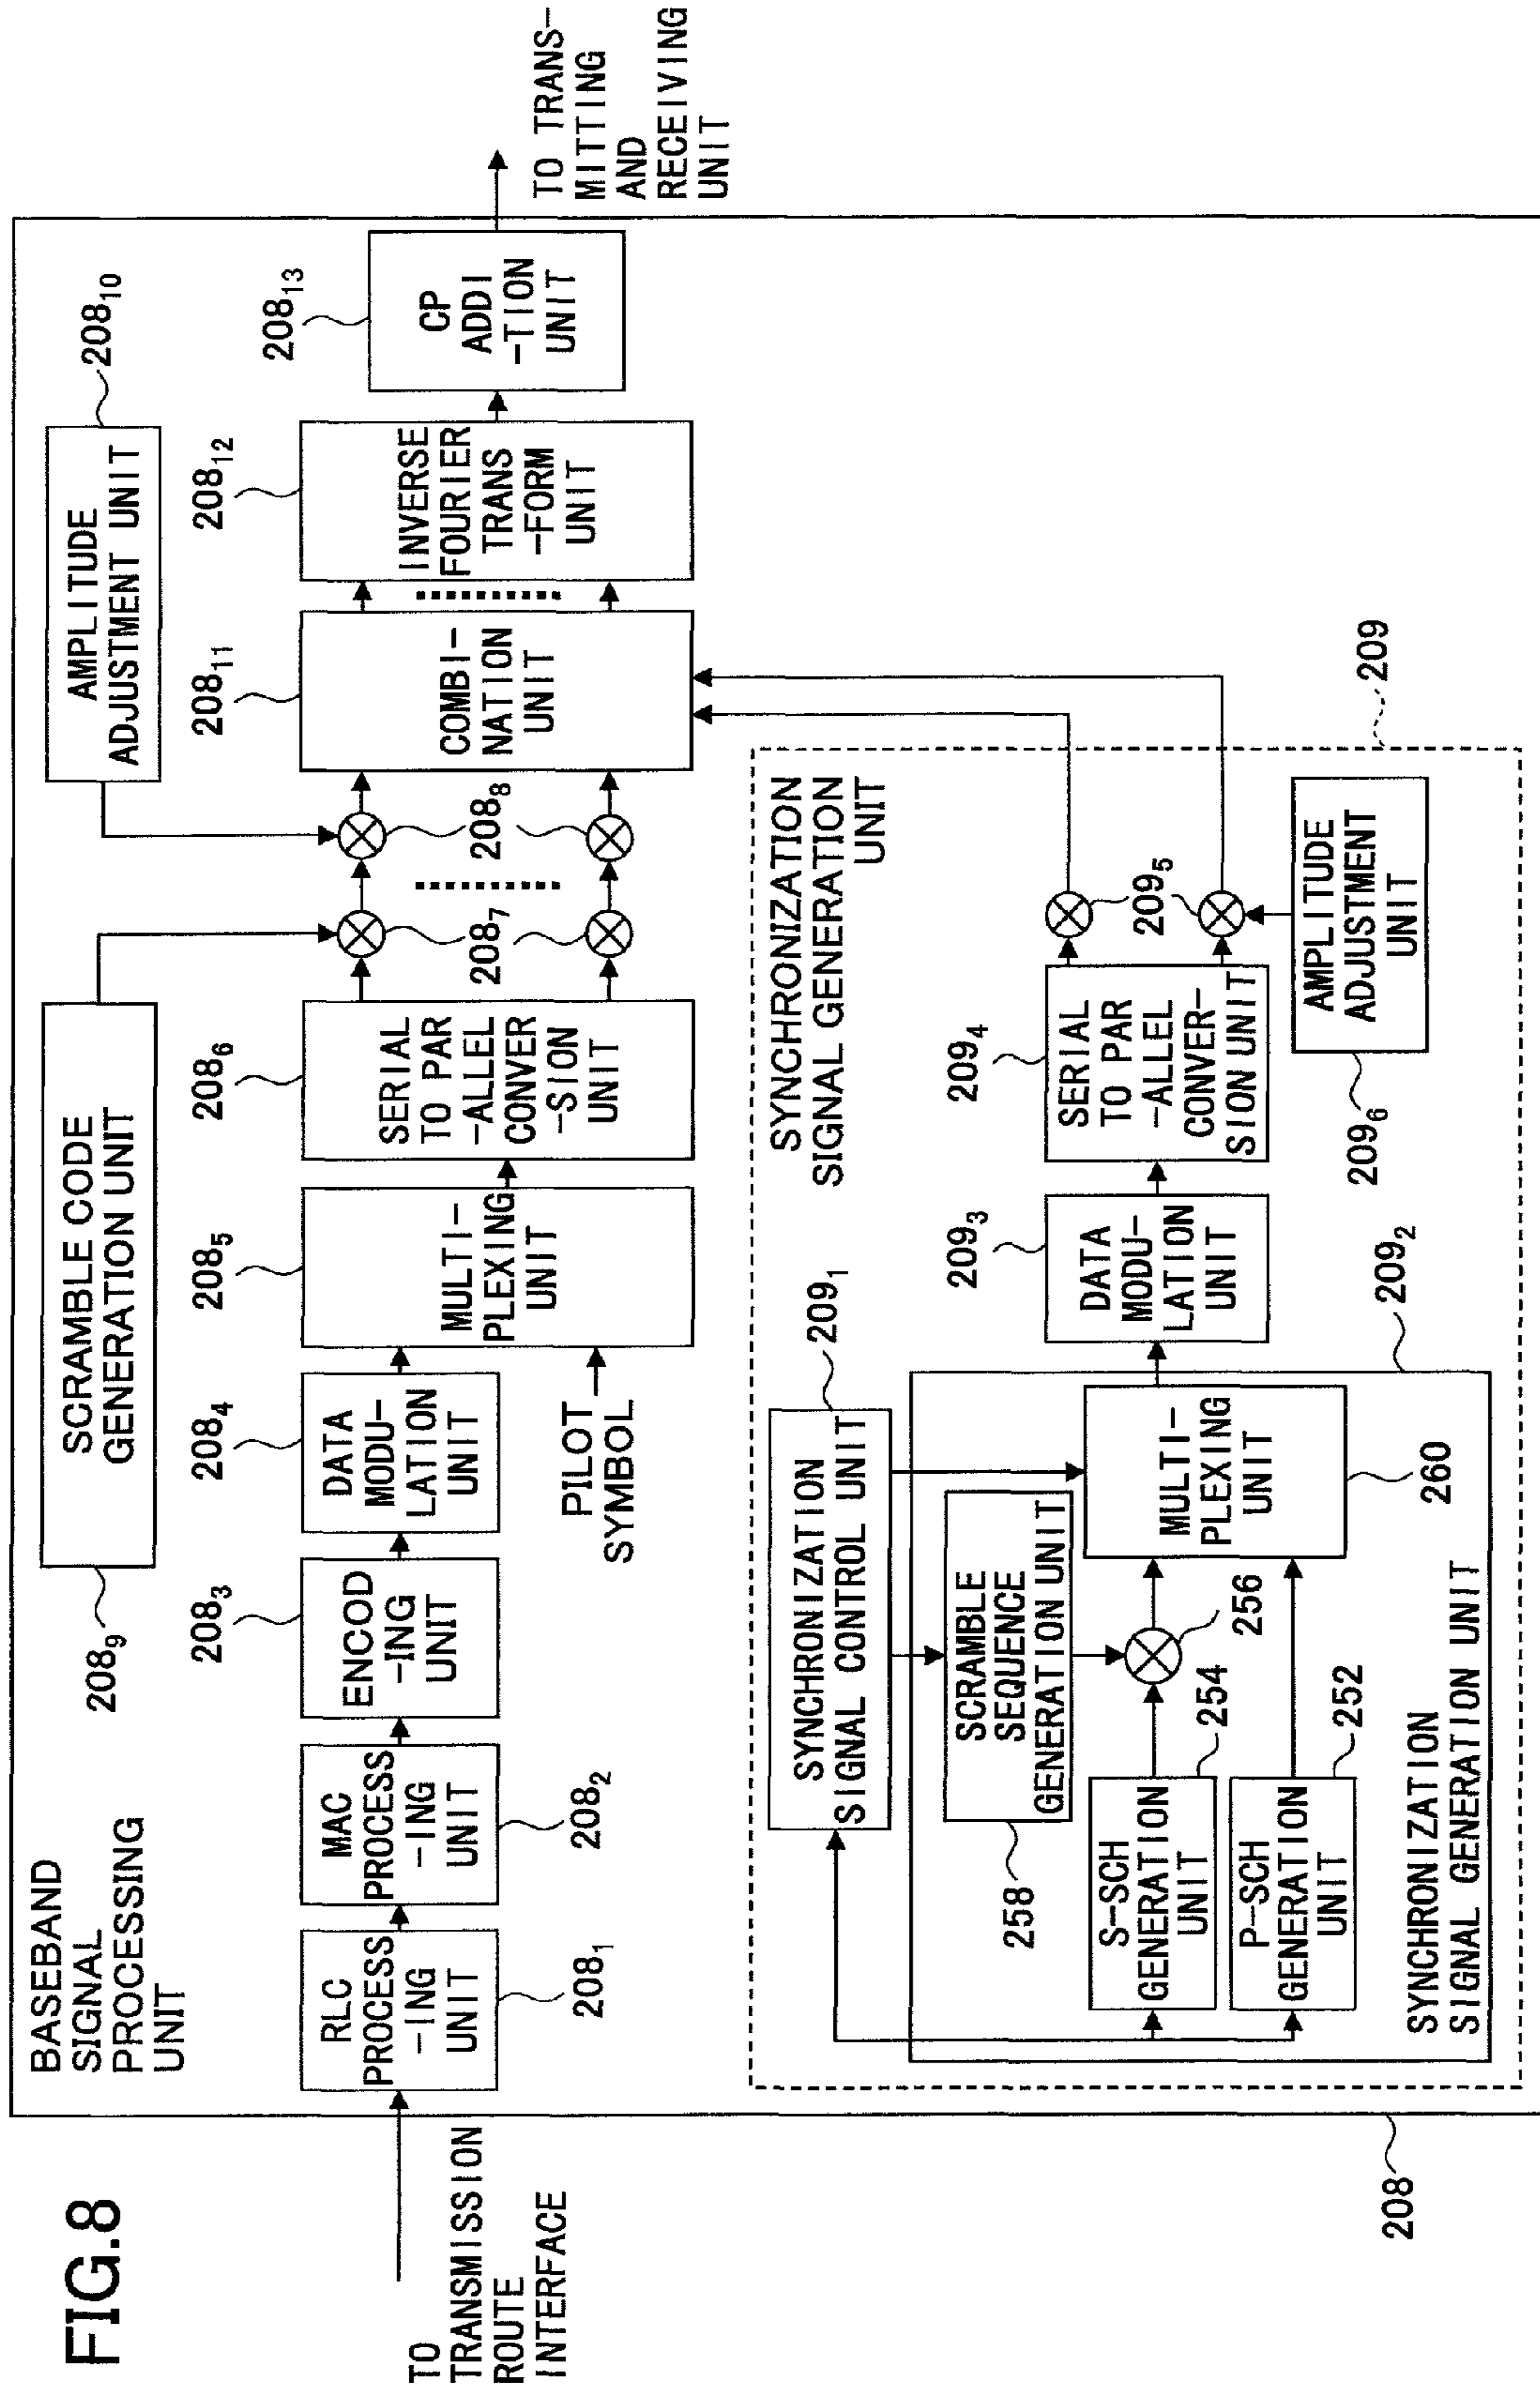 FIG.8
BASEBAND
SIGNAL
PROCESSING
UNIT
SCRAMBLE CODE
GENERATION UNIT
208₉
AMPLITUDE
ADJUSTMENT UNIT
208₁₀
TO
TRANSMISSION
ROUTE
INTERFACE
RLC
PROCESS
-ING
UNIT
208₁
MAC
PROCESS
-ING
UNIT
208₂
208₃
ENCOD
-ING
UNIT
208₄
DATA
MODU-
LATION
UNIT
PILOT
SYMBOL
208₅
MULTI-
PLEXING
UNIT
208₆
SERIAL
TO PAR
-ALLEL
CONVER
-SION
UNIT
208₇
208₈
208₁₁
COMBI-
NATION
UNIT
208₁₂
INVERSE
FOURIER
TRANS
-FORM
UNIT
208₁₃
CP
ADDI
-TION
UNIT
TO TRANS-
MITTING
AND
RECEIVING
UNIT
SYNCHRONIZATION
SIGNAL GENERATION
UNIT
209
SYNCHRONIZATION
SIGNAL CONTROL UNIT
209₁
SCRAMBLE
SEQUENCE
GENERATION UNIT
258
S-SCH
GENERATION
UNIT
254
P-SCH
GENERATION
UNIT
252
256
MULTI-
PLEXING
UNIT
260
SYNCHRONIZATION
SIGNAL GENERATION UNIT
209₂
209₃
DATA
MODU-
LATION
UNIT
209₄
SERIAL
TO PAR
-ALLEL
CONVER-
SION UNIT
209₅
AMPLITUDE
ADJUSTMENT
UNIT
209₆
208